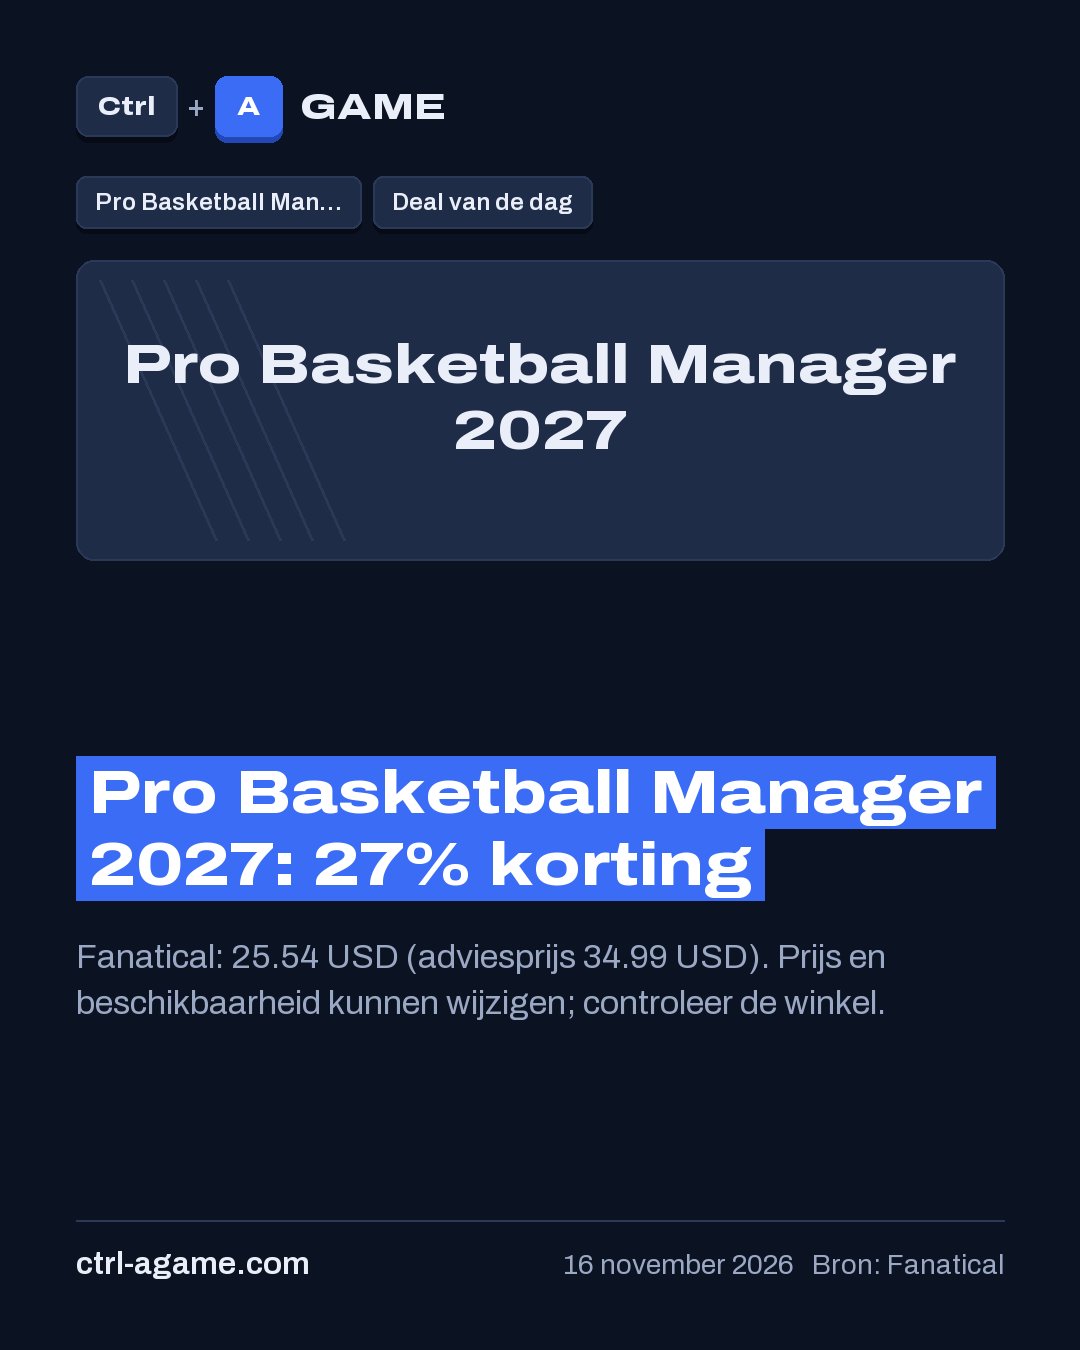 Ctrl + A GAME
Pro Basketball Man... Deal van de dag
Pro Basketball Manager
2027
Pro Basketball Manager
2027: 27% korting
Fanatical: 25.54 USD (adviesprijs 34.99 USD). Prijs en
beschikbaarheid kunnen wijzigen; controleer de winkel.
ctrl-agame.com 16 november 2026 Bron: Fanatical